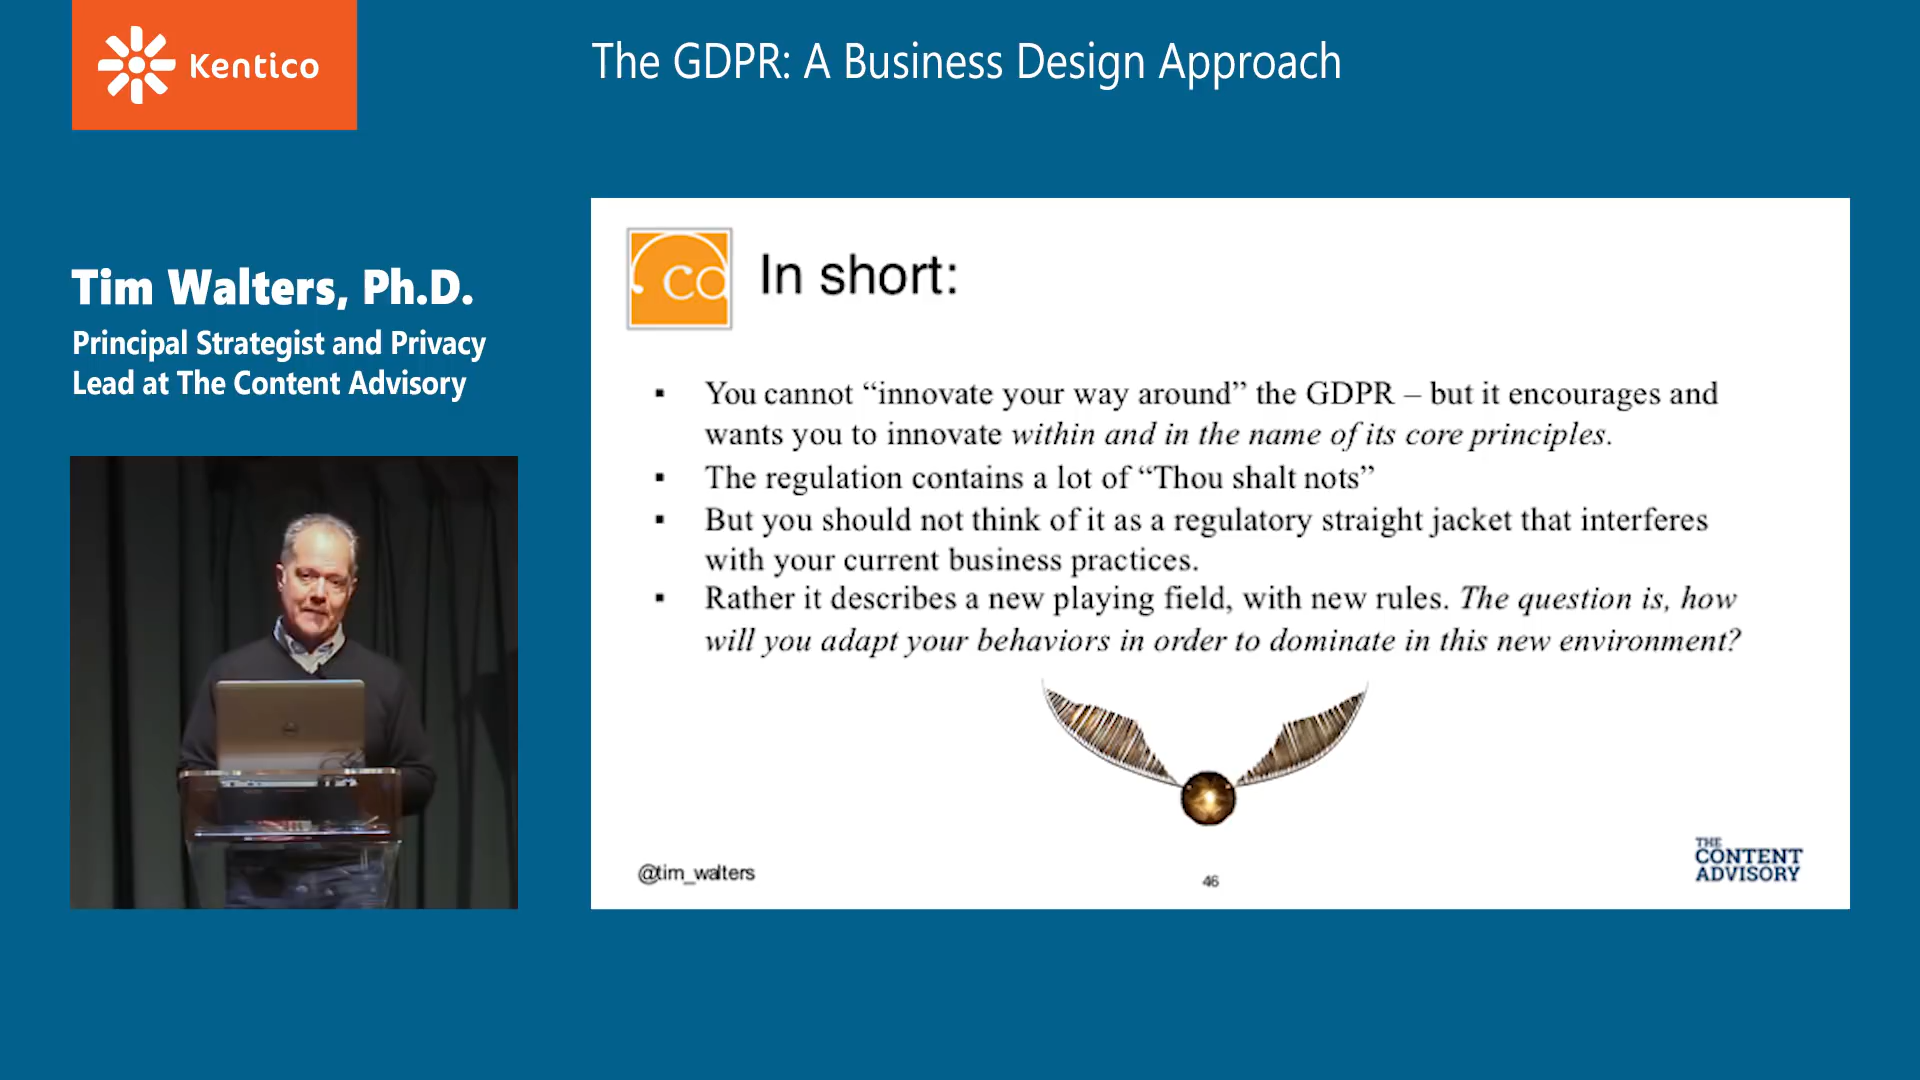 Kentico
The GDPR: A Business Design Approach
Tim Walters, Ph.D.
Principal Strategist and Privacy
Lead at The Content Advisory
In short:
▪ You cannot “innovate your way around” the GDPR – but it encourages and
wants you to innovate within and in the name of its core principles.
▪ The regulation contains a lot of “Thou shalt nots”
▪ But you should not think of it as a regulatory straight jacket that interferes
with your current business practices.
▪ Rather it describes a new playing field, with new rules. The question is, how
will you adapt your behaviors in order to dominate in this new environment?
@tim_walters
46
THE
CONTENT
ADVISORY